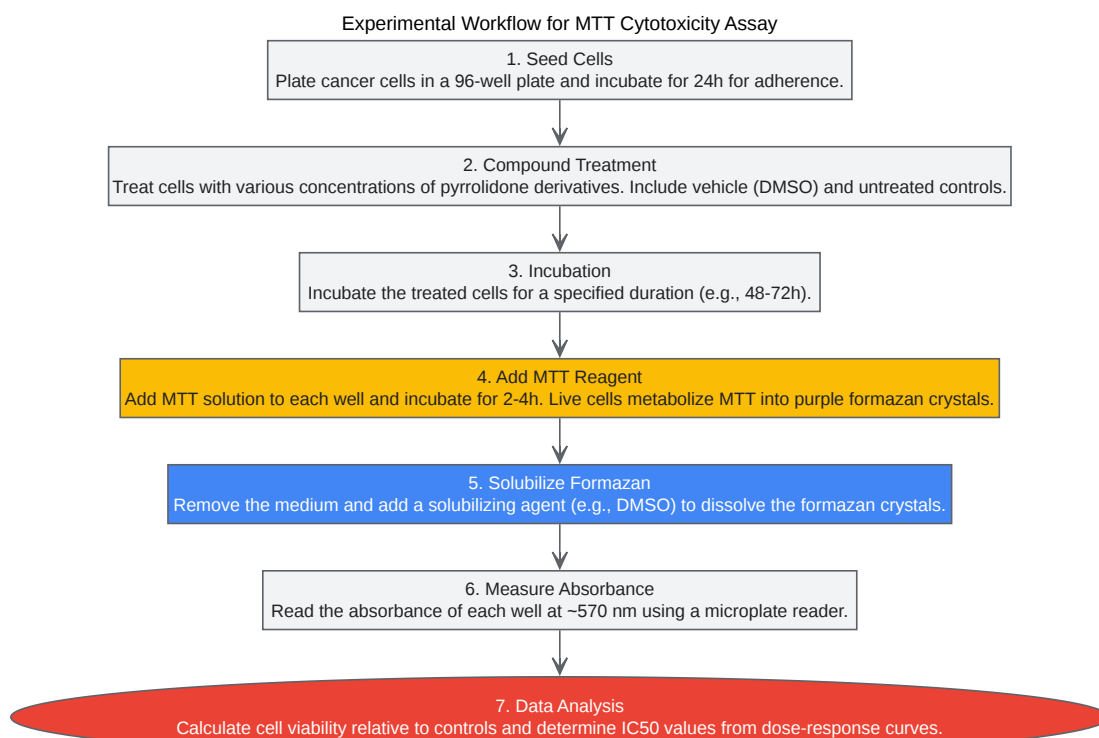 Experimental Workflow for MTT Cytotoxicity Assay
1. Seed Cells
Plate cancer cells in a 96-well plate and incubate for 24h for adherence.
2. Compound Treatment
Treat cells with various concentrations of pyrrolidone derivatives. Include vehicle (DMSO) and untreated controls.
3. Incubation
Incubate the treated cells for a specified duration (e.g., 48-72h).
4. Add MTT Reagent
Add MTT solution to each well and incubate for 2-4h. Live cells metabolize MTT into purple formazan crystals.
5. Solubilize Formazan
Remove the medium and add a solubilizing agent (e.g., DMSO) to dissolve the formazan crystals.
6. Measure Absorbance
Read the absorbance of each well at ~570 nm using a microplate reader.
7. Data Analysis
Calculate cell viability relative to controls and determine IC50 values from dose-response curves.